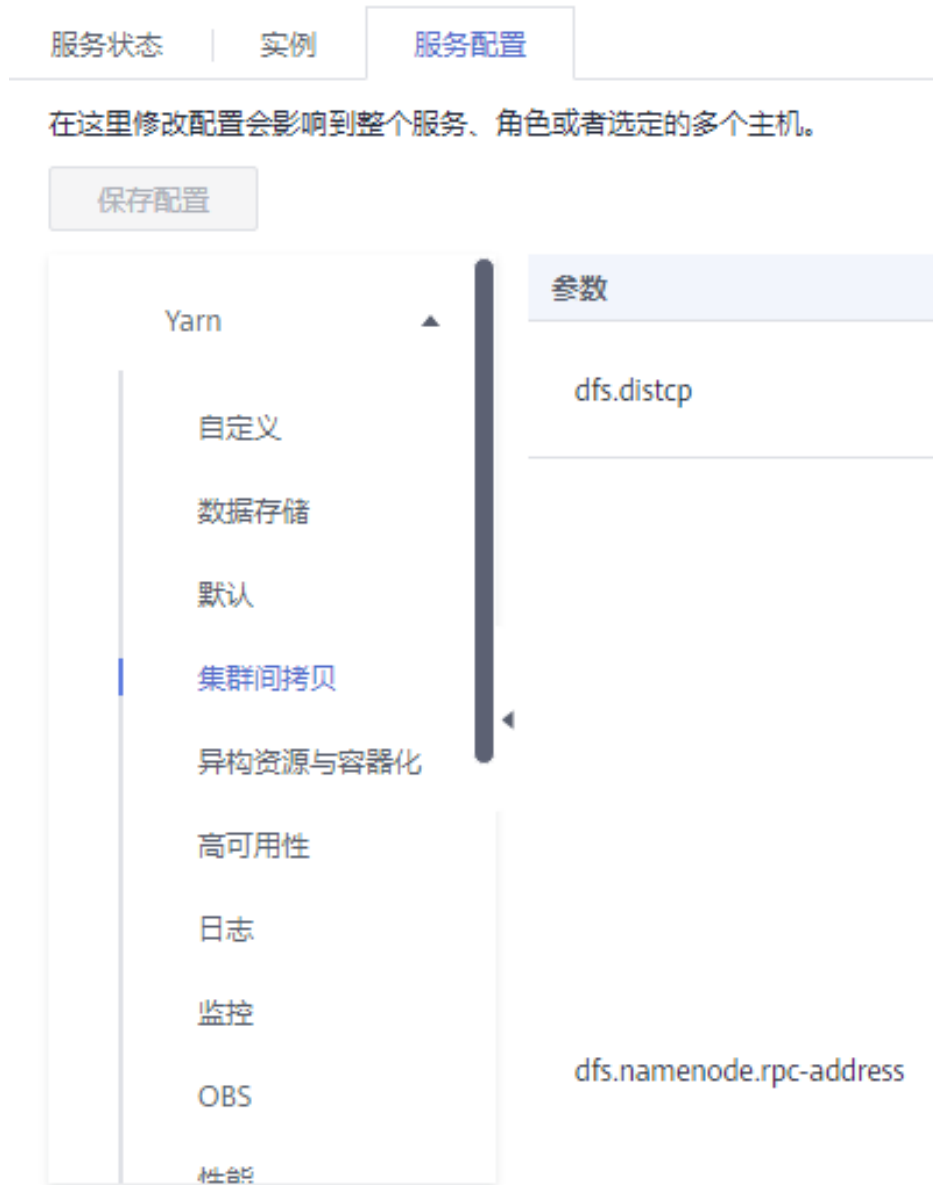 服务状态 实例 服务配置
在这里修改配置会影响到整个服务、角色或者选定的多个主机。
保存配置
Yarn
自定义
数据存储
默认
集群间拷贝
异构资源与容器化
高可用性
日志
监控
OBS
性能
参数
dfs.distcp
dfs.namenode.rpc-address